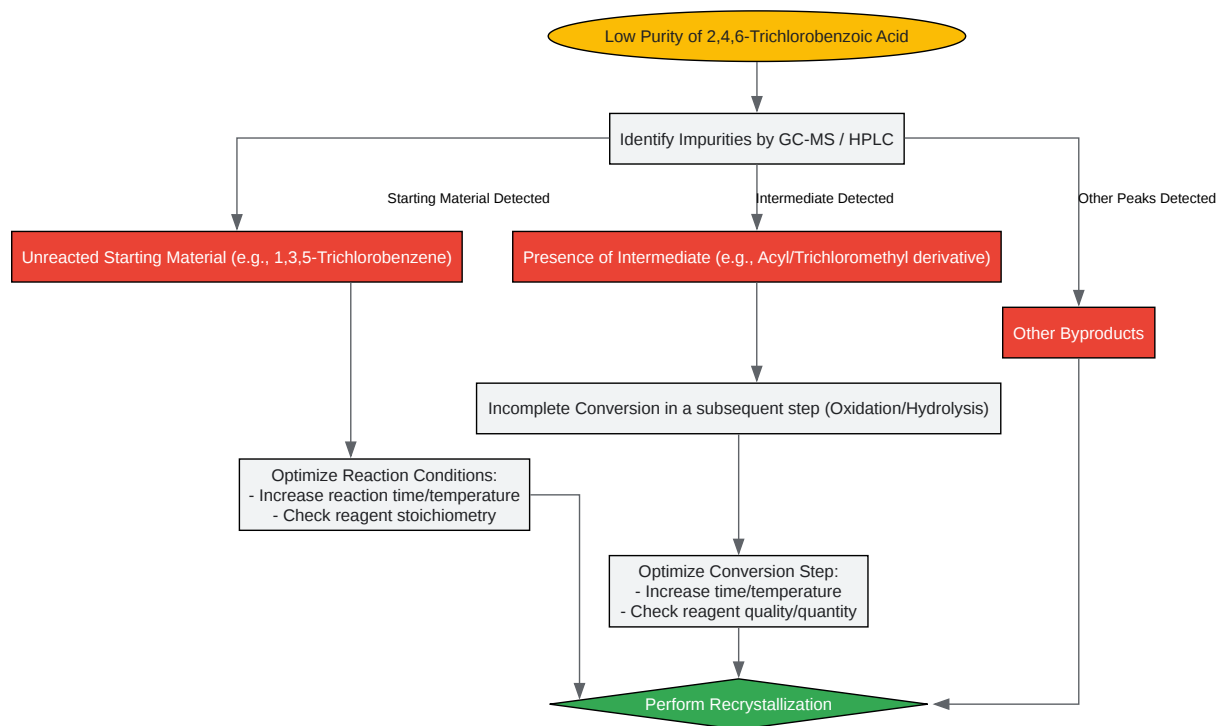 Low Purity of 2,4,6-Trichlorobenzoic Acid
Identify Impurities by GC-MS / HPLC
Starting Material Detected
Intermediate Detected
Other Peaks Detected
Unreacted Starting Material (e.g., 1,3,5-Trichlorobenzene)
Presence of Intermediate (e.g., Acyl/Trichloromethyl derivative)
Other Byproducts
Incomplete Conversion in a subsequent step (Oxidation/Hydrolysis)
Optimize Reaction Conditions:
- Increase reaction time/temperature
- Check reagent stoichiometry
Optimize Conversion Step:
- Increase time/temperature
- Check reagent quality/quantity
Perform Recrystallization